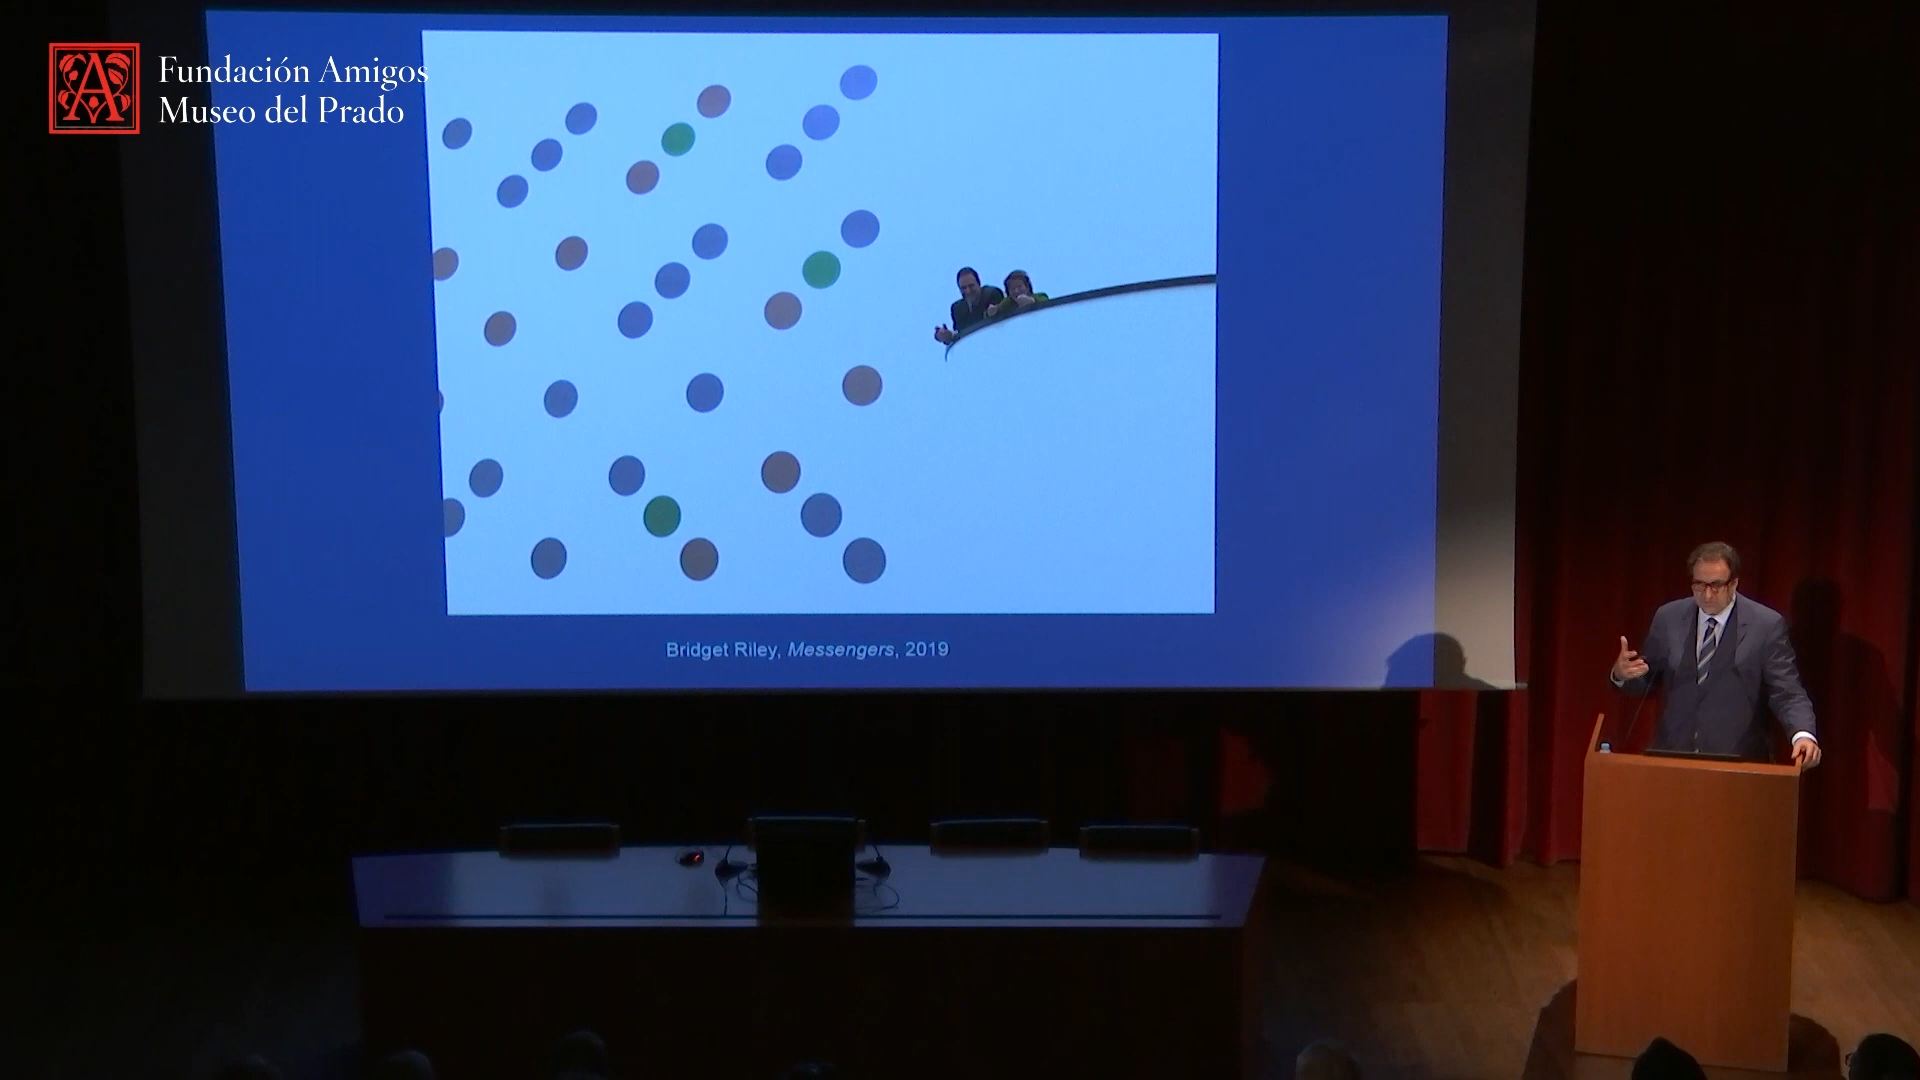 Fundación Amigos
Museo del Prado
Bridget Riley, Messengers, 2019